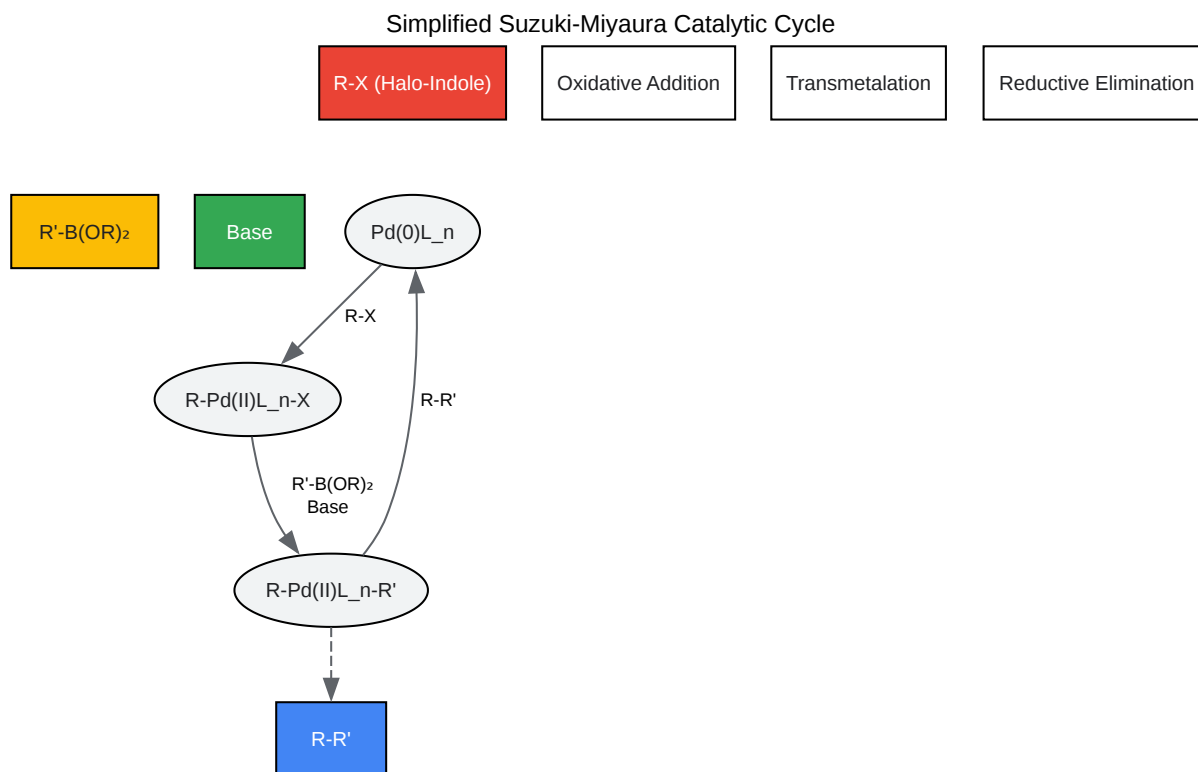 Simplified Suzuki-Miyaura Catalytic Cycle
R-X (Halo-Indole)
Oxidative Addition
Transmetalation
Reductive Elimination
R'-B(OR)₂
Base
Pd(0)L_n
R-X
R-Pd(II)L_n-X
R-R'
R'-B(OR)₂
Base
R-Pd(II)L_n-R'
R-R'